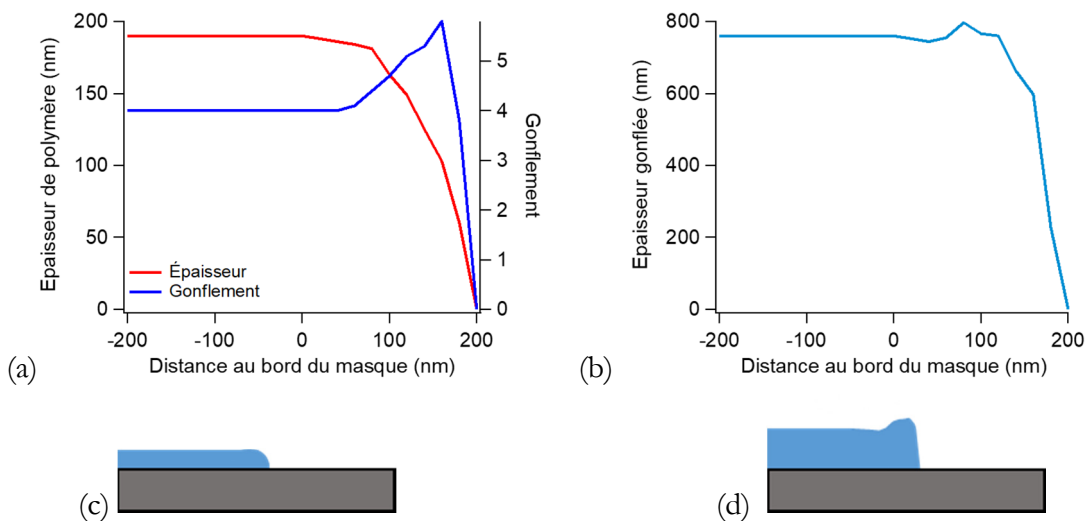 200
150
100
50
0
Epaisseur de polymère (nm)
5
4
3
2
1
0
Gonflement
Épaisseur
Gonflement
-200 -100 0 100 200
Distance au bord du masque (nm)
(a)
800
600
400
200
0
Epaisseur gonflée (nm)
-200 -100 0 100 200
Distance au bord du masque (nm)
(b)
(c)
(d)